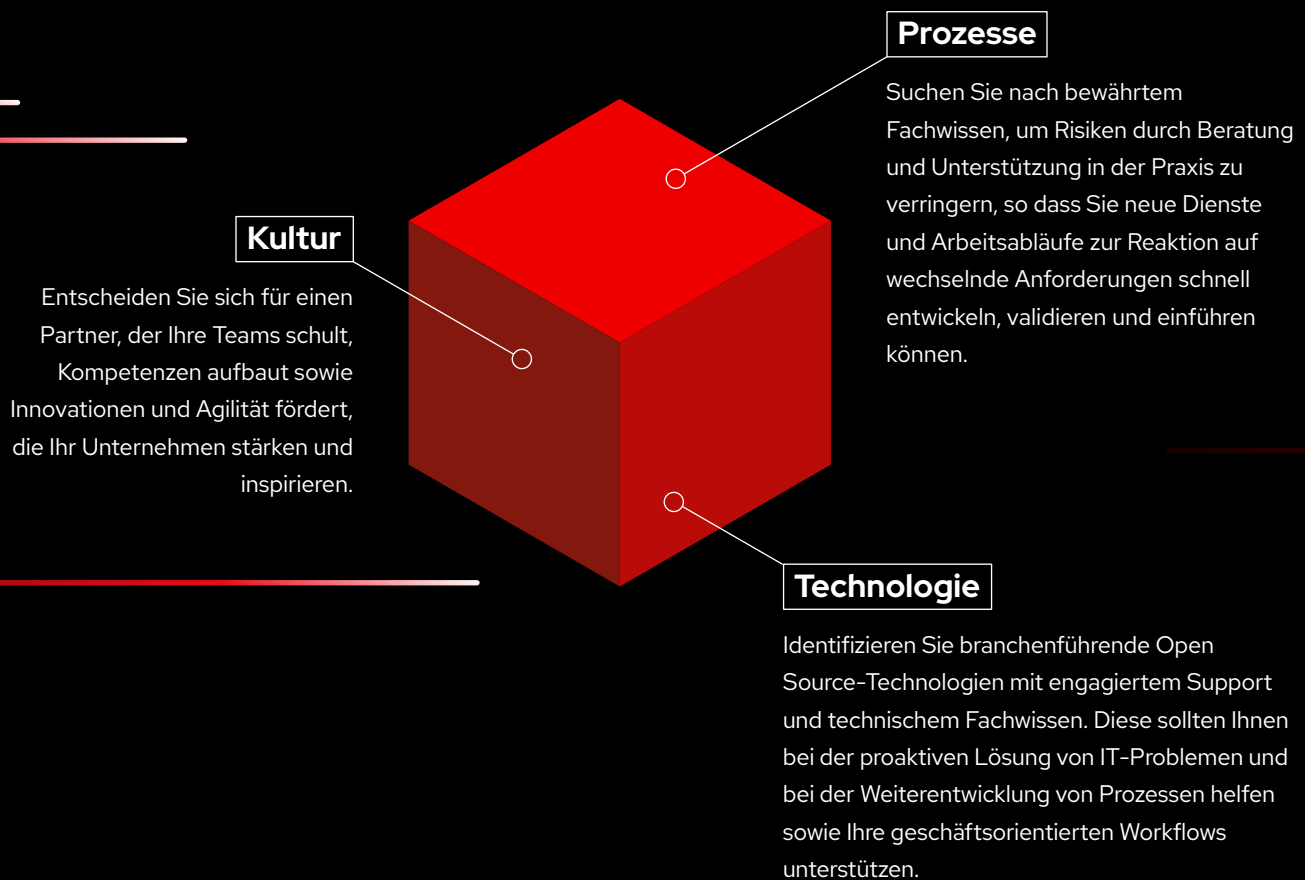 Prozesse
Suchen Sie nach bewährtem
Fachwissen, um Risiken durch Beratung
und Unterstützung in der Praxis zu
verringern, so dass Sie neue Dienste
und Arbeitsabläufe zur Reaktion auf
wechselnde Anforderungen schnell
entwickeln, validieren und einführen
können.
Kultur
Entscheiden Sie sich für einen
Partner, der Ihre Teams schult,
Kompetenzen aufbaut sowie
Innovationen und Agilität fördert,
die Ihr Unternehmen stärken und
inspirieren.
Technologie
Identifizieren Sie branchenführende Open
Source-Technologien mit engagiertem Support
und technischem Fachwissen. Diese sollten Ihnen
bei der proaktiven Lösung von IT-Problemen und
bei der Weiterentwicklung von Prozessen helfen
sowie Ihre geschäftsorientierten Workflows
unterstützen.